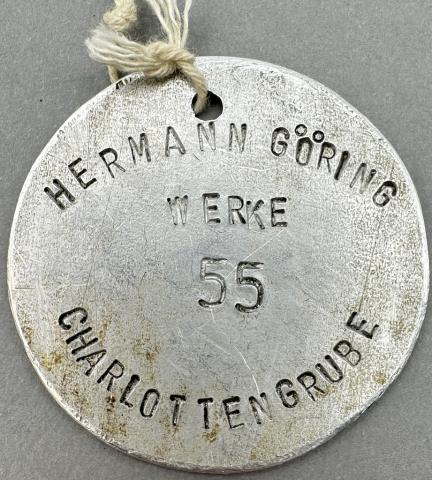 HERMANN GÖRING
WERKE
55
CHARLOTTENGRUBE